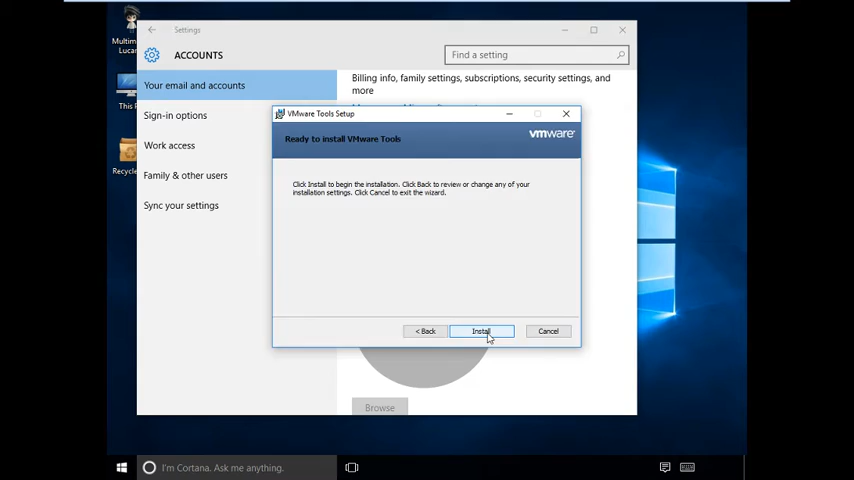 Multim
Lucar
This P
Recycle
Settings
ACCOUNTS
Find a setting
Your email and accounts
Sign-in options
Work access
Family & other users
Sync your settings
Billing info, family settings, subscriptions, security settings, and
more
VMware Tools Setup
Ready to install VMware Tools
vmware
Click Install to begin the installation. Click Back to review or change any of your
installation settings. Click Cancel to exit the wizard.
< Back
Install
Cancel
Browse
I'm Cortana. Ask me anything.